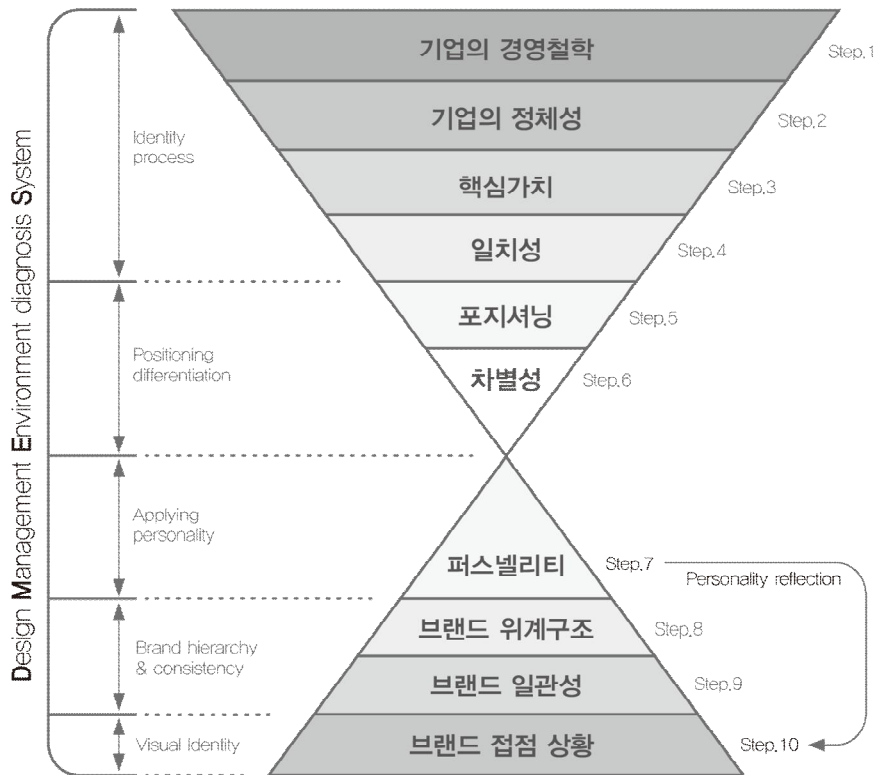 Design Management Environment diagnosis System
Identity
process
Positioning
differentiation
Applying
personality
Brand hierarchy
& consistency
Visual Identity
기업의 경영철학
Step.1
기업의 정체성
Step.2
핵심가치
Step.3
일치성
Step.4
포지셔닝
Step.5
차별성
Step.6
퍼스넬리티
Step.7
Personality reflection
브랜드 위계구조
Step.8
브랜드 일관성
Step.9
브랜드 접점 상황
Step.10